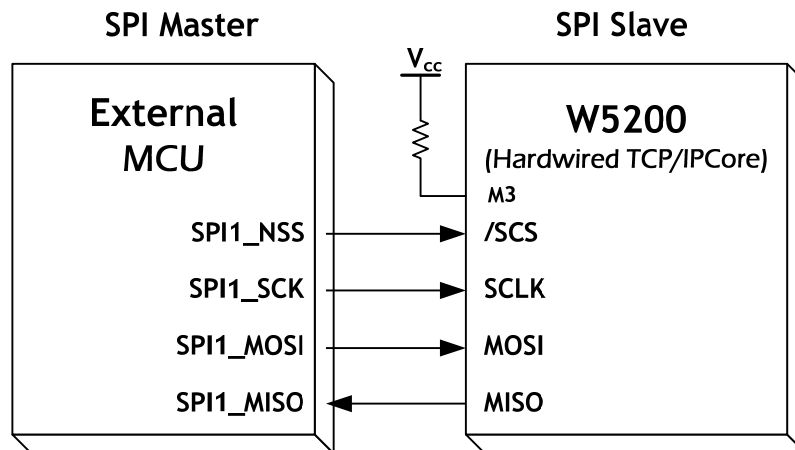 SPI Master
SPI Slave
Vcc
External
MCU
W5200
(Hardwired TCP/IPCore)
M3
SPI1_NSS
/SCS
SPI1_SCK
SCLK
SPI1_MOSI
MOSI
SPI1_MISO
MISO